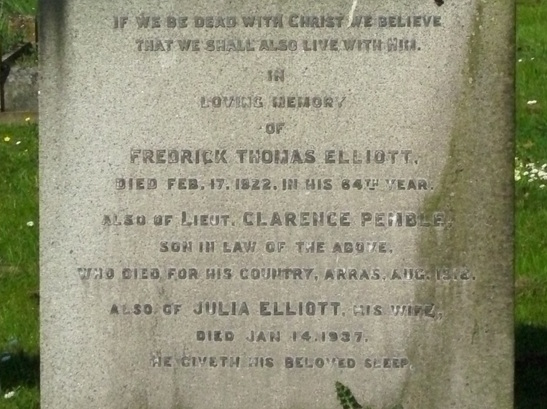 IF WE BE DEAD WITH CHRIST WE BELIEVE
THAT WE SHALL ALSO LIVE WITH HIM.
IN
LOVING MEMORY
OF
FREDRICK THOMAS ELLIOTT.
DIED FEB. 17. 1922. IN HIS 64TH YEAR.
ALSO OF LIEUT. CLARENCE PEMBLE.
SON IN LAW OF THE ABOVE.
WHO DIED FOR HIS COUNTRY, ARRAS. AUG.
ALSO OF JULIA ELLIOTT. HIS WIFE,
DIED JAN 14. 1937.
HE GIVETH HIS BELOVED SLEEP.